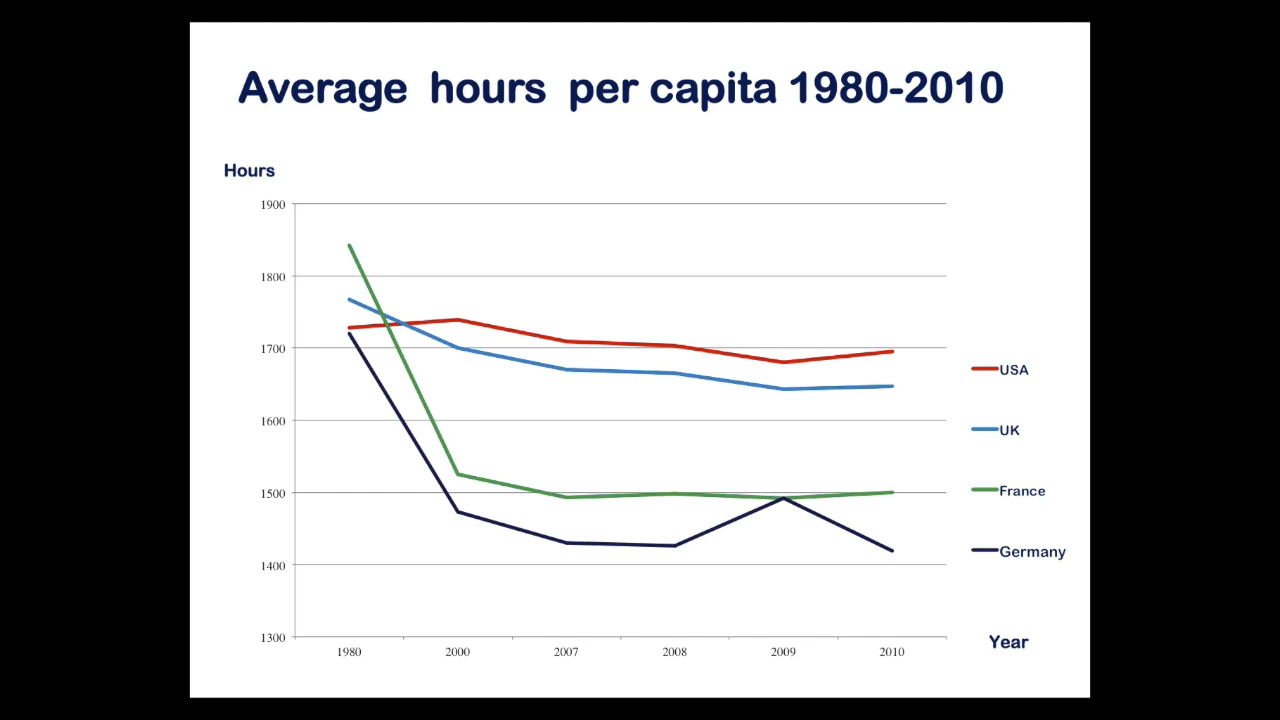 Average hours per capita 1980-2010
Hours
1900
1800
1700
1600
1500
1400
1300
1980 2000 2007 2008 2009 2010
Year
USA
UK
France
Germany